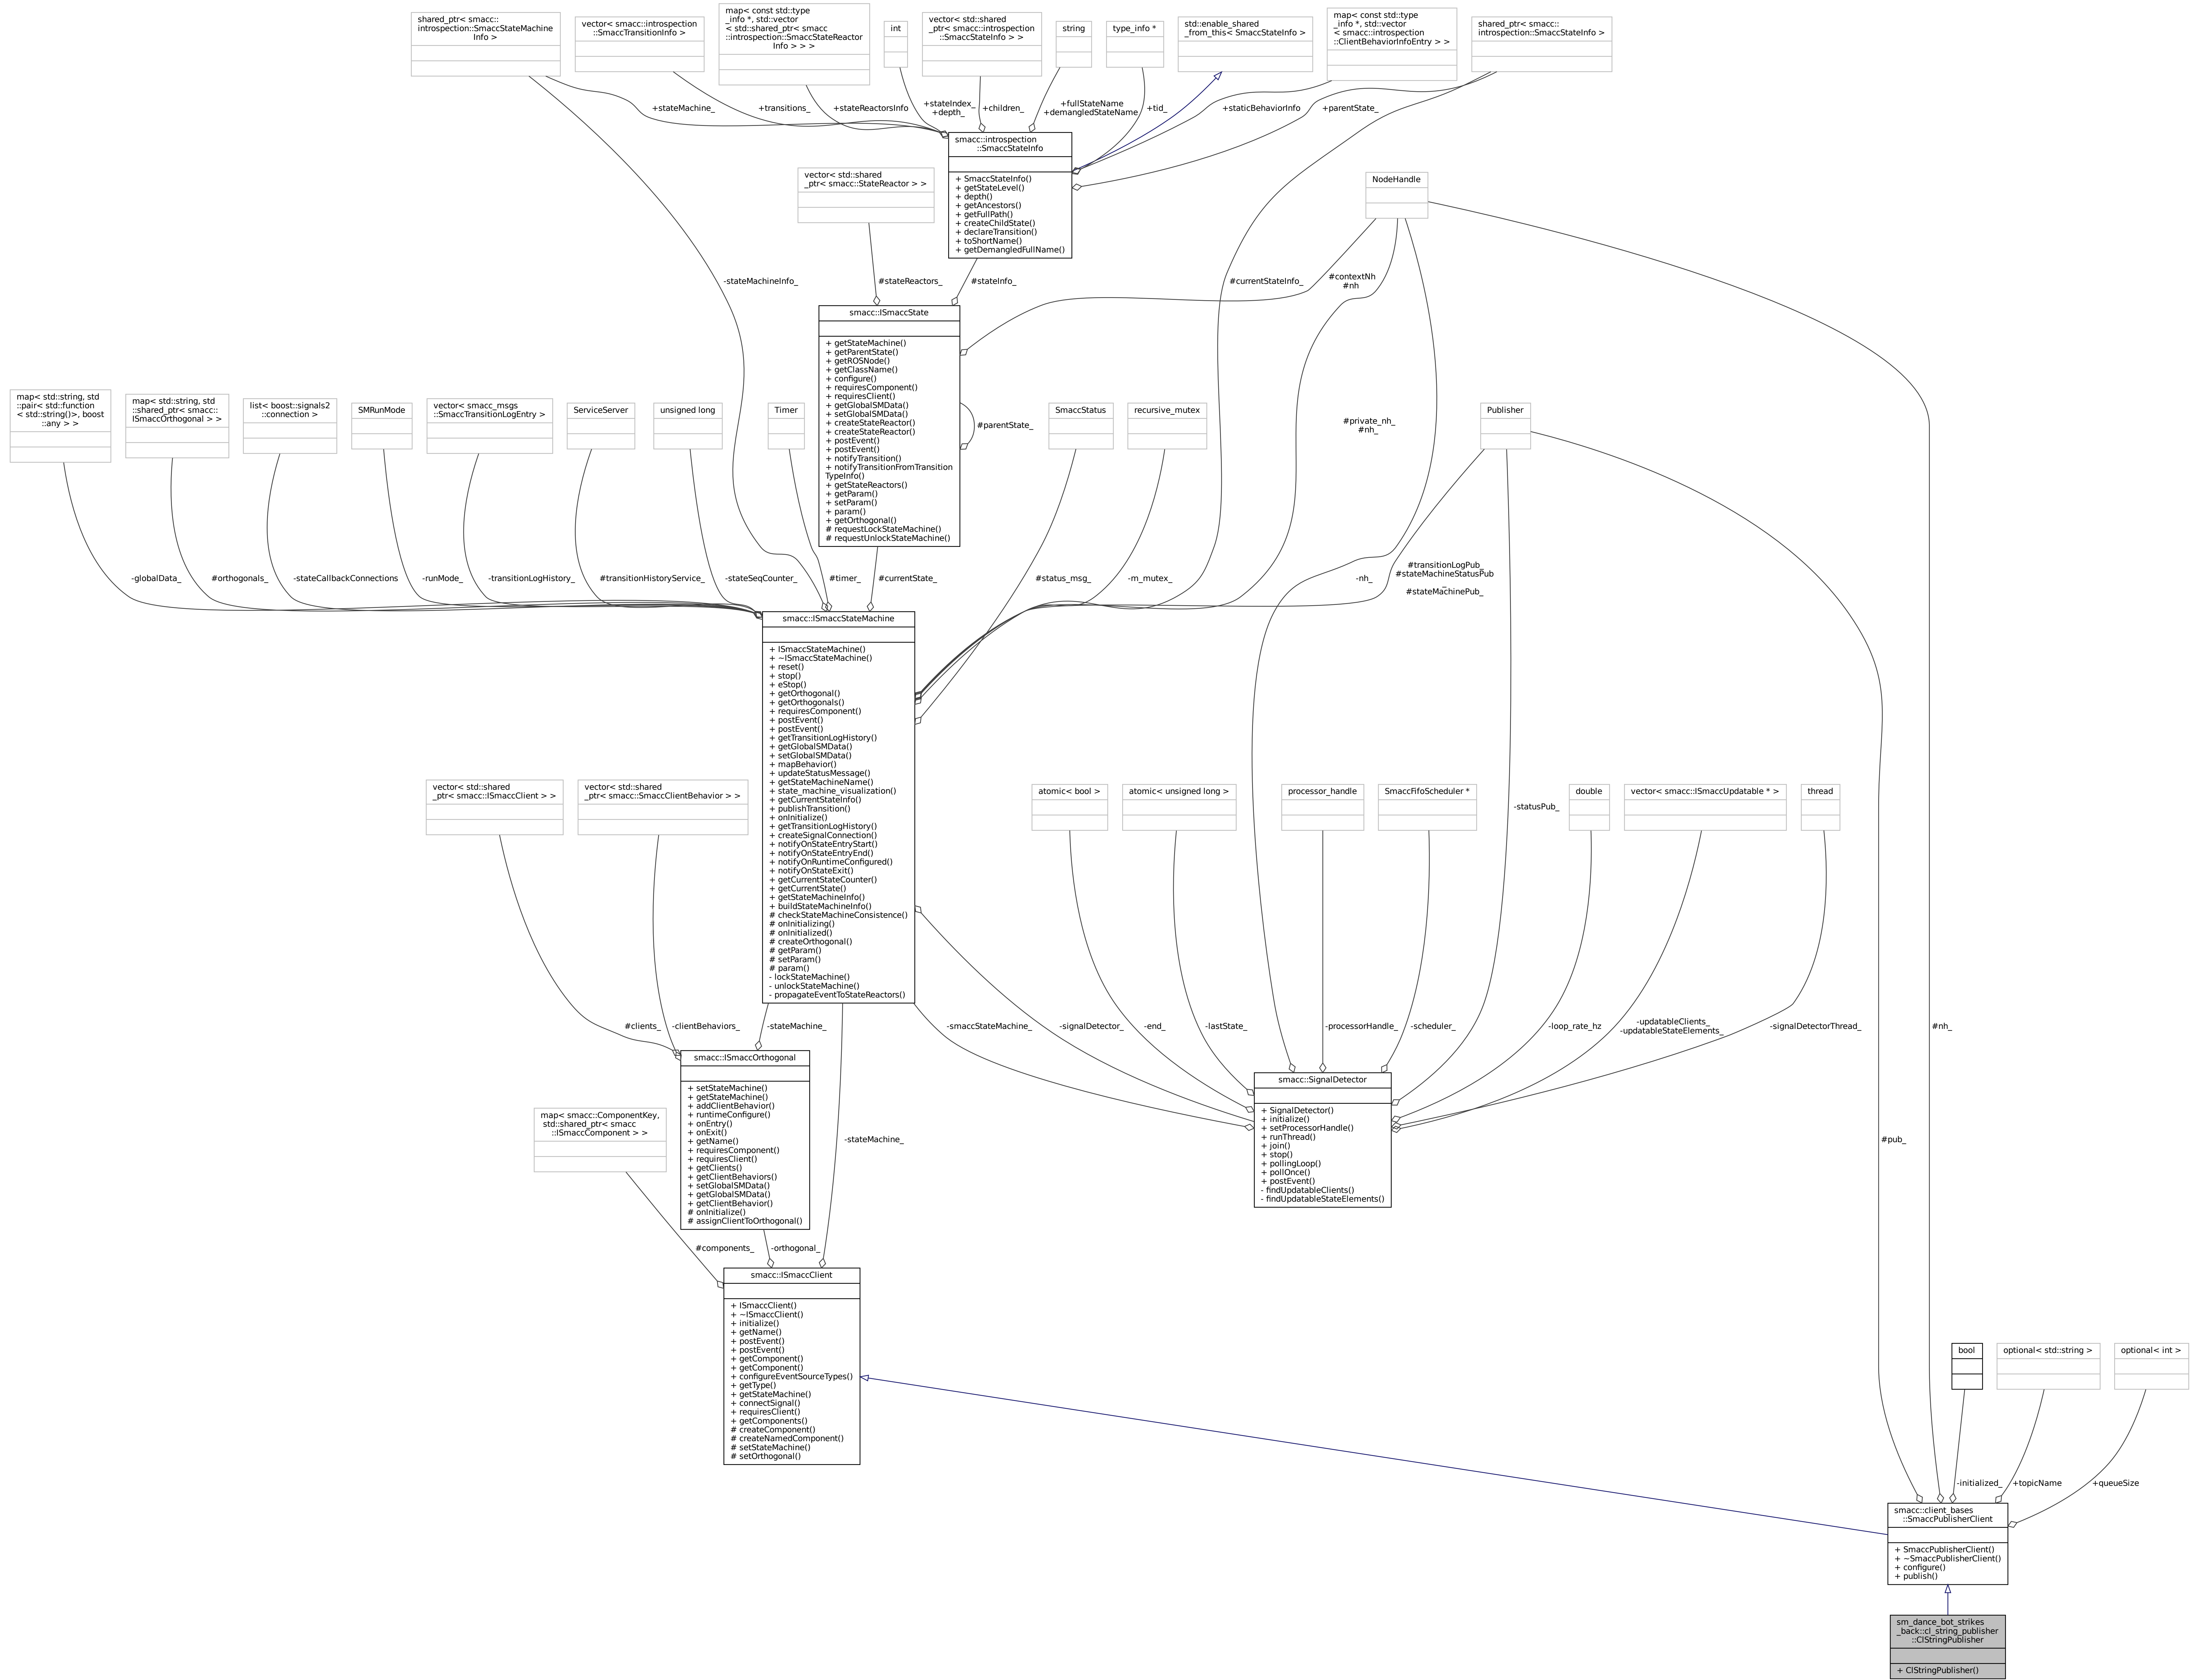 shared_ptr< smacc::
introspection::SmaccStateMachine
Info >
vector< smacc::introspection
::SmaccTransitionInfo >
map< const std::type
_info *, std::vector
< std::shared_ptr< smacc
::introspection::SmaccStateReactor
Info > > >
int
vector< std::shared
_ptr< smacc::introspection
::SmaccStateInfo > >
string
type_info *
std::enable_shared
_from_this< SmaccStateInfo >
map< const std::type
_info *, std::vector
< smacc::introspection
::ClientBehaviorInfoEntry > >
shared_ptr< smacc::
introspection::SmaccStateInfo >
+stateMachine_
+transitions_
+stateReactorsInfo
+stateIndex_
+depth_
+children_
+fullStateName
+demangledStateName
+tid_
+staticBehaviorInfo
+parentState_
smacc::introspection
::SmaccStateInfo
+ SmaccStateInfo()
+ getStateLevel()
+ depth()
+ getAncestors()
+ getFullPath()
+ createChildState()
+ declareTransition()
+ toShortName()
+ getDemangledFullName()
vector< std::shared
_ptr< smacc::StateReactor > >
NodeHandle
-stateMachineInfo_
#stateReactors_
#stateInfo_
#currentStateInfo_
#contextNh
#nh
smacc::ISmaccState
+ getStateMachine()
+ getParentState()
+ getROSNode()
+ getClassName()
+ configure()
+ requiresComponent()
+ requiresClient()
+ getGlobalSMData()
+ setGlobalSMData()
+ createStateReactor()
+ createStateReactor()
+ postEvent()
+ postEvent()
+ notifyTransition()
+ notifyTransitionFromTransition
TypeInfo()
+ getStateReactors()
+ getParam()
+ setParam()
+ param()
+ getOrthogonal()
# requestLockStateMachine()
# requestUnlockStateMachine()
#parentState_
map< std::string, std
::pair< std::function
< std::string()>, boost
::any > >
map< std::string, std
::shared_ptr< smacc::
ISmaccOrthogonal > >
list< boost::signals2
::connection >
SMRunMode
vector< smacc_msgs
::SmaccTransitionLogEntry >
ServiceServer
unsigned long
Timer
SmaccStatus
recursive_mutex
Publisher
#private_nh_
#nh_
-globalData_
#orthogonals_
-stateCallbackConnections
-runMode_
-transitionLogHistory_
#transitionHistoryService_
-stateSeqCounter_
#timer_
#currentState_
#status_msg_
-m_mutex_
-nh_
#transitionLogPub_
#stateMachineStatusPub
_
#stateMachinePub_
smacc::ISmaccStateMachine
+ ISmaccStateMachine()
+ ~ISmaccStateMachine()
+ reset()
+ stop()
+ eStop()
+ getOrthogonal()
+ getOrthogonals()
+ requiresComponent()
+ postEvent()
+ postEvent()
+ getTransitionLogHistory()
+ getGlobalSMData()
+ setGlobalSMData()
+ mapBehavior()
+ updateStatusMessage()
+ getStateMachineName()
+ state_machine_visualization()
+ getCurrentStateInfo()
+ publishTransition()
+ onInitialize()
+ getTransitionLogHistory()
+ createSignalConnection()
+ notifyOnStateEntryStart()
+ notifyOnStateEntryEnd()
+ notifyOnRuntimeConfigured()
+ notifyOnStateExit()
+ getCurrentStateCounter()
+ getCurrentState()
+ getStateMachineInfo()
+ buildStateMachineInfo()
# checkStateMachineConsistence()
# onInitializing()
# onInitialized()
# createOrthogonal()
# getParam()
# setParam()
# param()
- lockStateMachine()
- unlockStateMachine()
- propagateEventToStateReactors()
vector< std::shared
_ptr< smacc::ISmaccClient > >
vector< std::shared
_ptr< smacc::SmaccClientBehavior > >
atomic< bool >
atomic< unsigned long >
processor_handle
SmaccFifoScheduler *
-statusPub_
double
vector< smacc::ISmaccUpdatable * >
thread
#clients_
-clientBehaviors_
-stateMachine_
-smaccStateMachine_
-signalDetector_
-end_
-lastState_
-processorHandle_
-scheduler_
-loop_rate_hz
-updatableClients_
-updatableStateElements_
-signalDetectorThread_
#nh_
smacc::ISmaccOrthogonal
+ setStateMachine()
+ getStateMachine()
+ addClientBehavior()
+ runtimeConfigure()
+ onEntry()
+ onExit()
+ getName()
+ requiresComponent()
+ requiresClient()
+ getClients()
+ getClientBehaviors()
+ setGlobalSMData()
+ getGlobalSMData()
+ getClientBehavior()
# onInitialize()
# assignClientToOrthogonal()
smacc::SignalDetector
+ SignalDetector()
+ initialize()
+ setProcessorHandle()
+ runThread()
+ join()
+ stop()
+ pollingLoop()
+ pollOnce()
+ postEvent()
- findUpdatableClients()
- findUpdatableStateElements()
map< smacc::ComponentKey,
std::shared_ptr< smacc
::ISmaccComponent > >
-stateMachine_
#pub_
#components_
-orthogonal_
smacc::ISmaccClient
+ ISmaccClient()
+ ~ISmaccClient()
+ initialize()
+ getName()
+ postEvent()
+ postEvent()
+ getComponent()
+ getComponent()
+ configureEventSourceTypes()
+ getType()
+ getStateMachine()
+ connectSignal()
+ requiresClient()
+ getComponents()
# createComponent()
# createNamedComponent()
# setStateMachine()
# setOrthogonal()
bool
optional< std::string >
optional< int >
-initialized_
+topicName
+queueSize
smacc::client_bases
::SmaccPublisherClient
+ SmaccPublisherClient()
+ ~SmaccPublisherClient()
+ configure()
+ publish()
sm_dance_bot_strikes
_back::cl_string_publisher
::ClStringPublisher
+ ClStringPublisher()